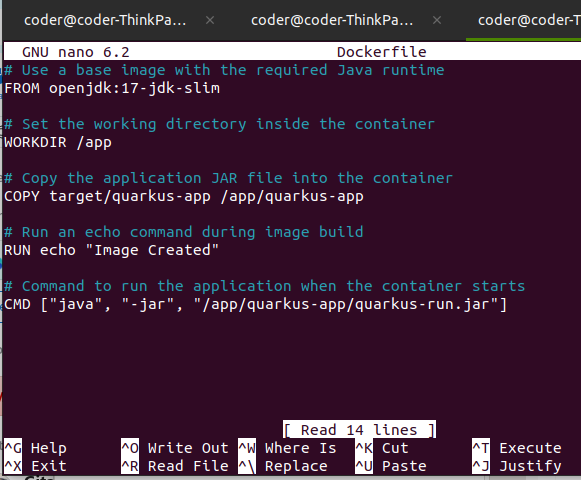 coder@coder-ThinkPa... × coder@coder-ThinkPa... × coder@coder-T
GNU nano 6.2 Dockerfile
# Use a base image with the required Java runtime
FROM openjdk:17-jdk-slim
# Set the working directory inside the container
WORKDIR /app
# Copy the application JAR file into the container
COPY target/quarkus-app /app/quarkus-app
# Run an echo command during image build
RUN echo "Image Created"
# Command to run the application when the container starts
CMD ["java", "-jar", "/app/quarkus-app/quarkus-run.jar"]
[ Read 14 lines ]
^G Help ^O Write Out ^W Where Is ^K Cut ^T Execute
^X Exit ^R Read File ^\ Replace ^U Paste ^J Justify